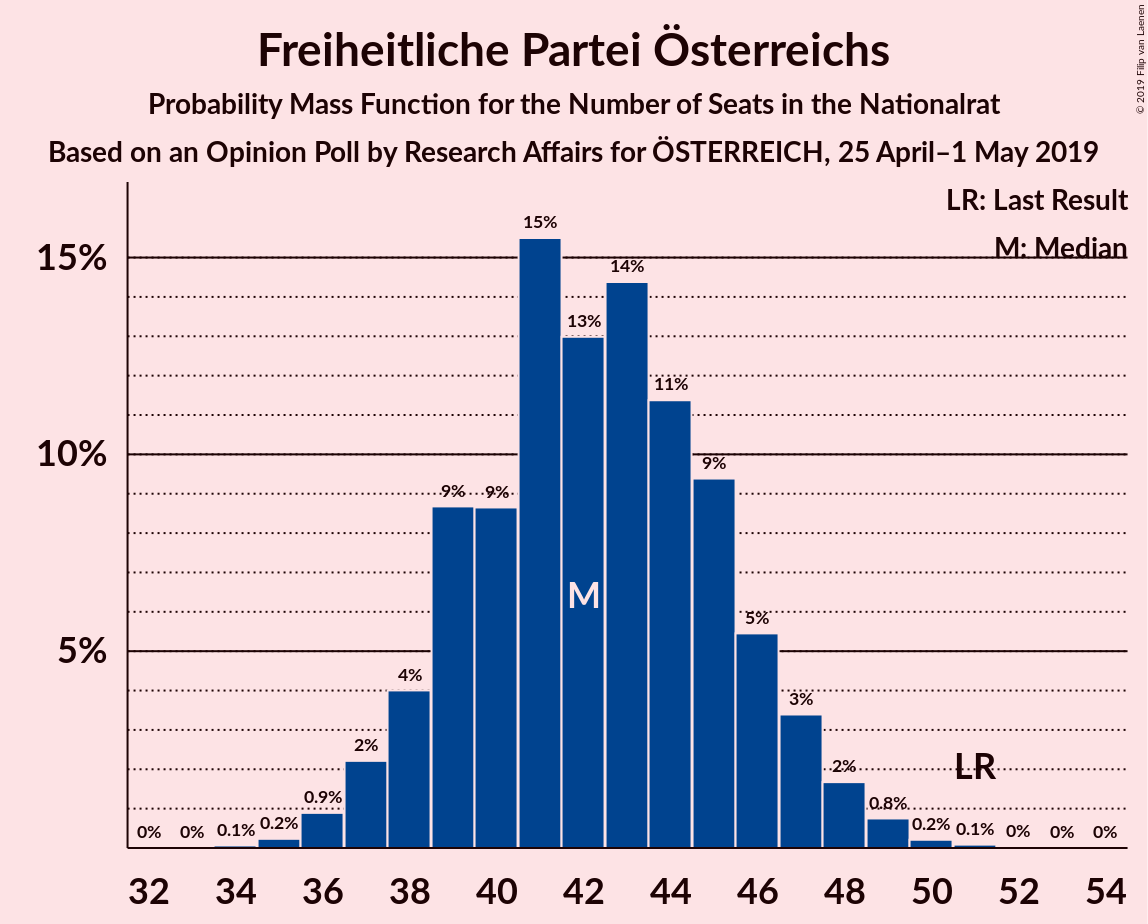 Freiheitliche Partei Österreichs
Probability Mass Function for the Number of Seats in the Nationalrat
Based on an Opinion Poll by Research Affairs for ÖSTERREICH, 25 April–1 May 2019
© 2019 Filip van Laenen
LR: Last Result
M: Median
15%
10%
5%
0%
0%
0.1%
0.2%
0.9%
2%
4%
9%
9%
15%
13%
14%
11%
9%
5%
3%
2%
0.8%
0.2%
0.1%
0%
0%
0%
M
LR
32 34 36 38 40 42 44 46 48 50 52 54